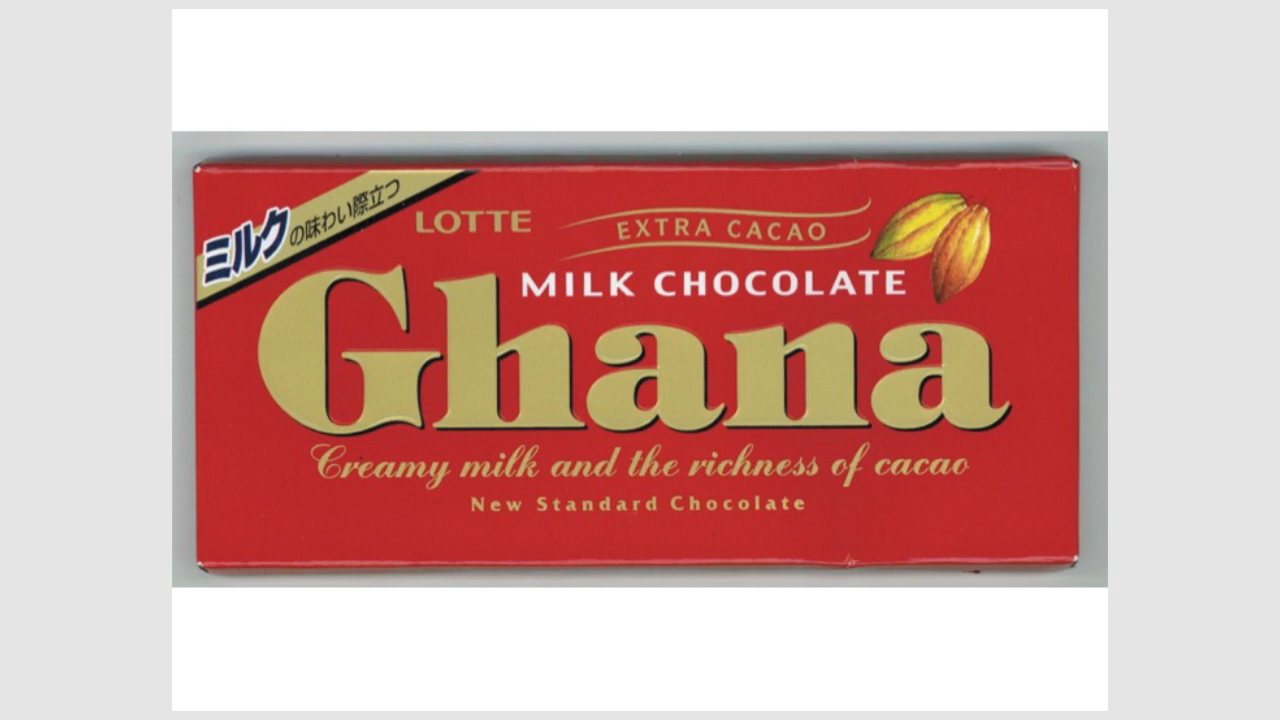 ミルクの味わい際立つ
LOTTE
EXTRA CACAO
MILK CHOCOLATE
Ghana
Creamy milk and the richness of cacao
New Standard Chocolate